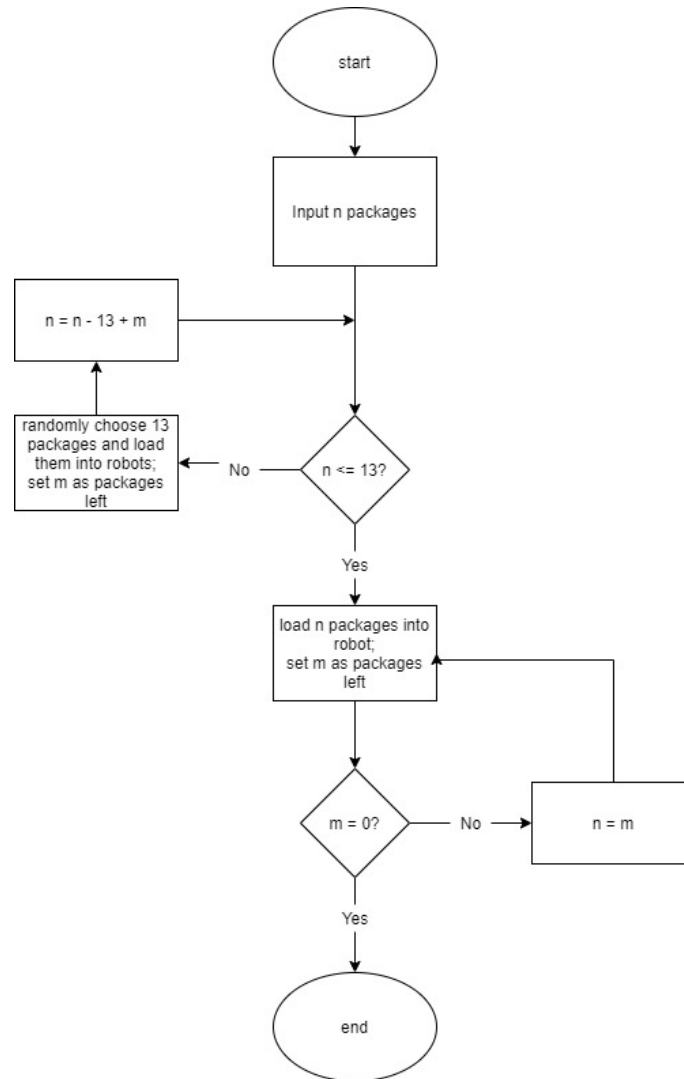 start
Input n packages
n = n - 13 + m
randomly choose 13
packages and load
them into robots;
set m as packages
left
No
n <= 13?
Yes
load n packages into
robot;
set m as packages
left
m = 0?
No
n = m
Yes
end